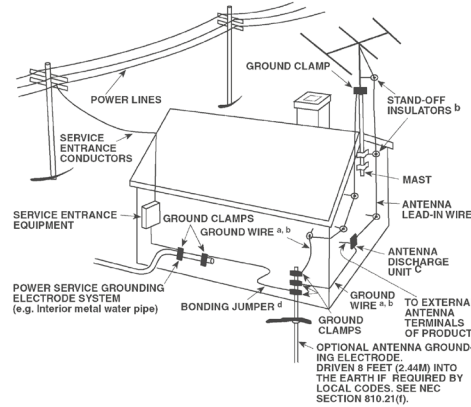 GROUND CLAMP
POWER LINES
STAND-OFF
INSULATORS b
SERVICE
ENTRANCE
CONDUCTORS
MAST
ANTENNA
LEAD-IN WIRE
SERVICE ENTRANCE
EQUIPMENT
GROUND CLAMPS
GROUND WIRE a, b
ANTENNA
DISCHARGE
UNIT C
POWER SERVICE GROUNDING
ELECTRODE SYSTEM
(e.g. Interior metal water pipe)
BONDING JUMPER d
GROUND
WIRE a, b
TO EXTERNA
ANTENNA
TERMINALS
OF PRODUCT
GROUND
CLAMPS
OPTIONAL ANTENNA GROUND-
ING ELECTRODE.
DRIVEN 8 FEET (2.44M) INTO
THE EARTH IF REQUIRED BY
LOCAL CODES. SEE NEC
SECTION 810.21(f).